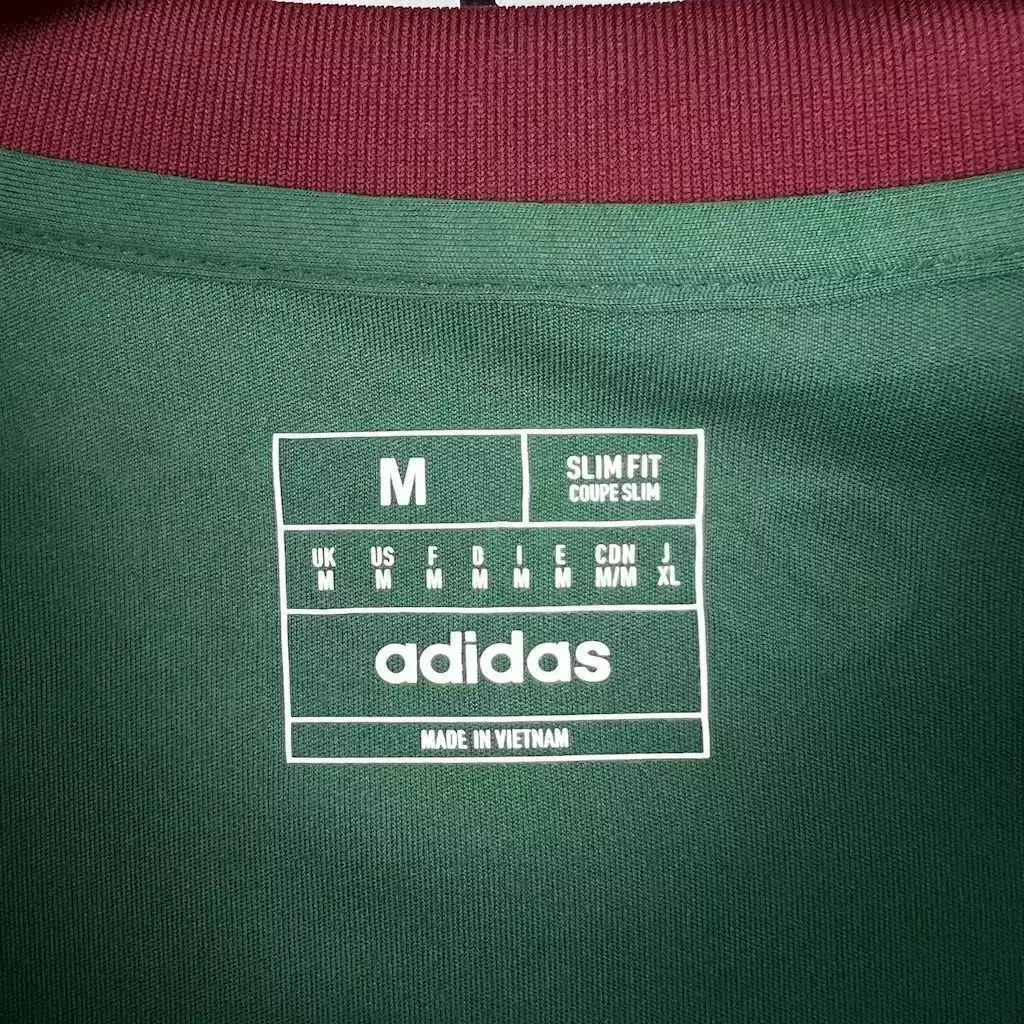 M
SLIM FIT
COUPE SLIM
UK US F D I E CDN J
M M M M M M M/M XL
adidas
MADE IN VIETNAM